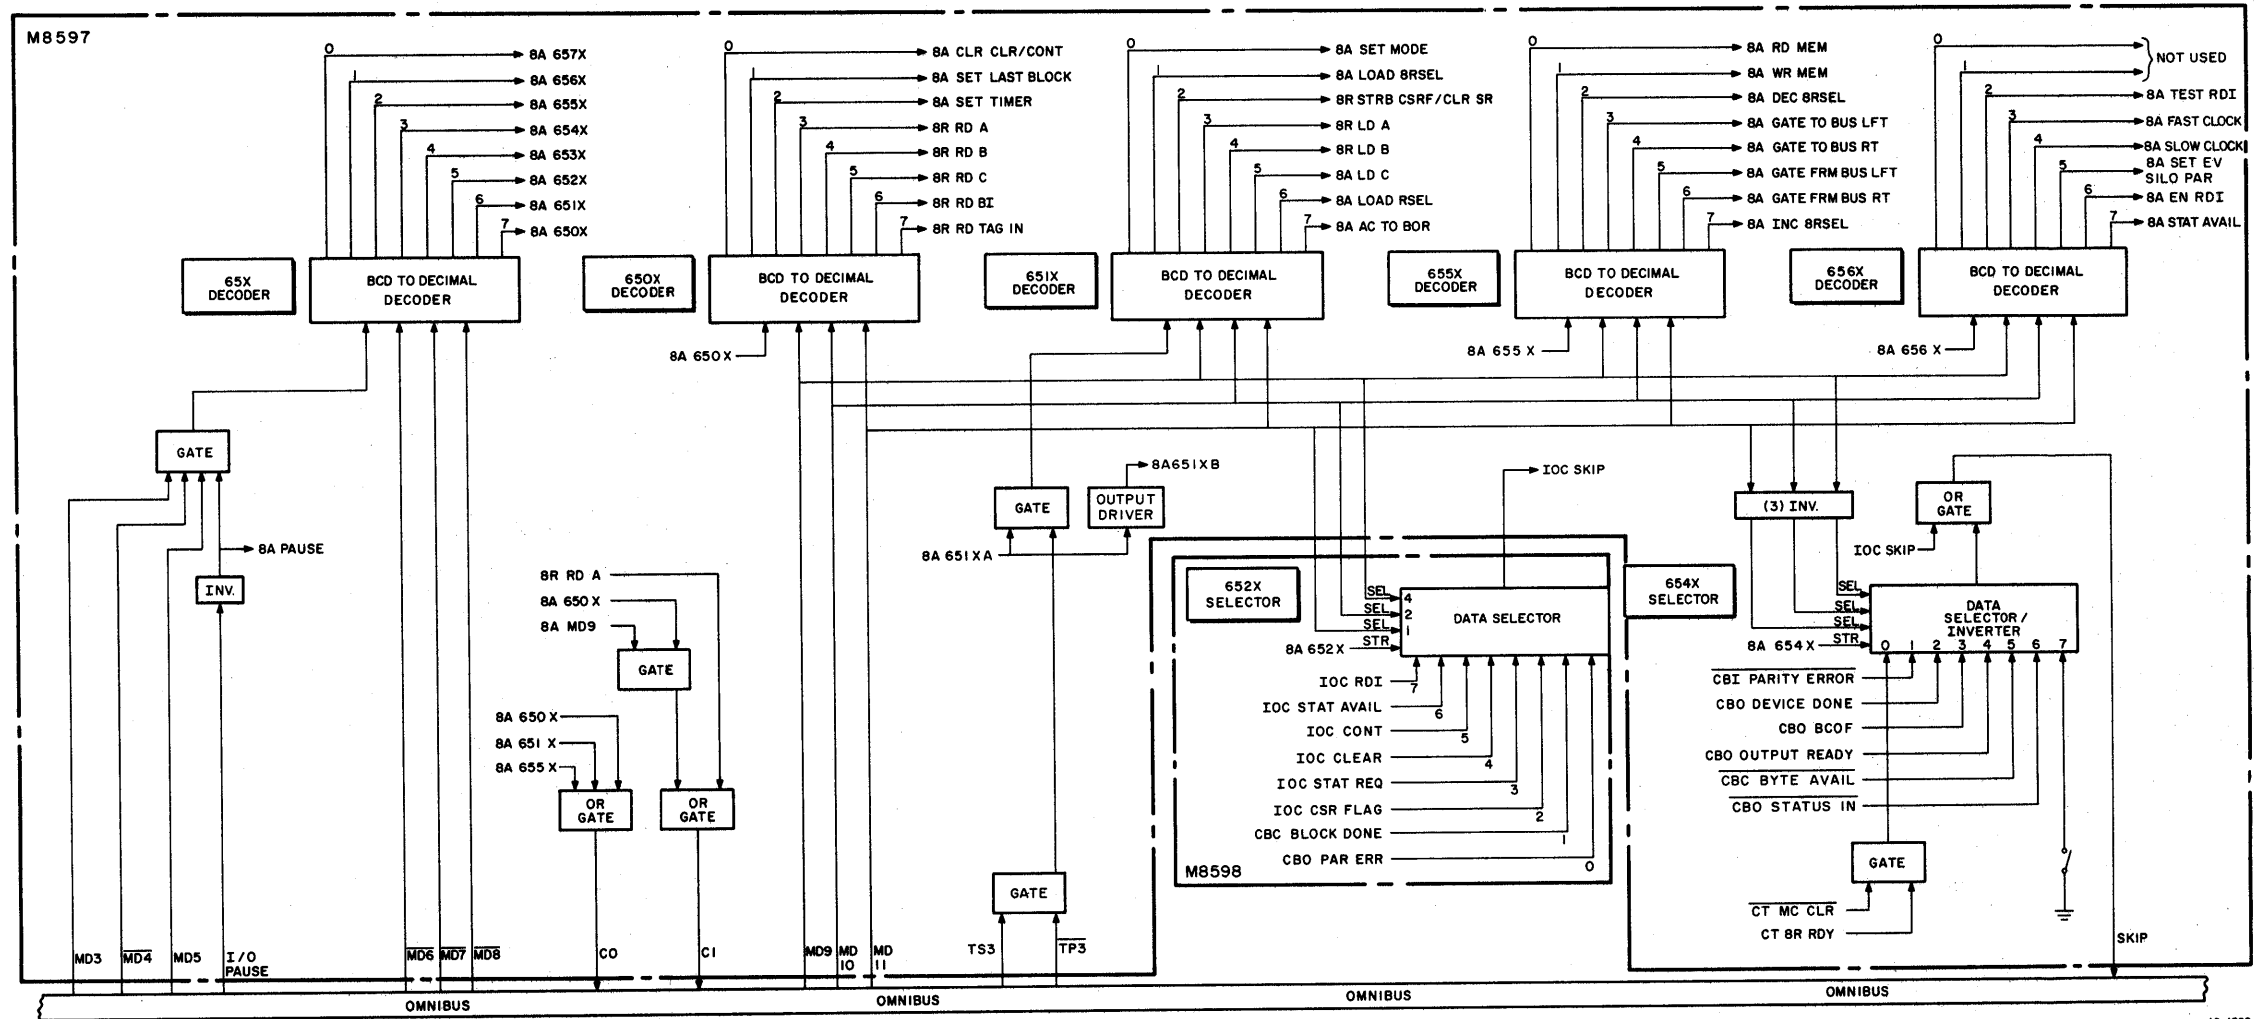 M8597
0
8A 657X
1
8A 656X
2
8A 655X
3
8A 654X
4
8A 653X
5
8A 652X
6
8A 651X
7
8A 650X
65X
DECODER
BCD TO DECIMAL
DECODER
0
8A CLR CLR/CONT
1
8A SET LAST BLOCK
2
8A SET TIMER
3
8R RD A
4
8R RD B
5
8R RD C
6
8R RD BI
7
8R RD TAG IN
650X
DECODER
BCD TO DECIMAL
DECODER
8A 650X
0
8A SET MODE
1
8A LOAD 8RSEL
2
8R STRB CSRF/CLR SR
3
8R LD A
4
8R LD B
5
8A LD C
6
8A LOAD RSEL
7
8A AC TO BOR
651X
DECODER
BCD TO DECIMAL
DECODER
0
8A RD MEM
1
8A WR MEM
2
8A DEC 8RSEL
3
8A GATE TO BUS LFT
4
8A GATE TO BUS RT
5
8A GATE FRM BUS LFT
6
8A GATE FRM BUS RT
7
8A INC 8RSEL
655X
DECODER
BCD TO DECIMAL
DECODER
8A 655X
0
1
NOT USED
2
8A TEST RDI
3
8A FAST CLOCK
4
8A SLOW CLOCK
5
8A SET EV
SILO PAR
6
8A EN RDI
7
8A STAT AVAIL
656X
DECODER
BCD TO DECIMAL
DECODER
8A 656X
GATE
8A PAUSE
INV.
8R RD A
8A 650X
8A MD9
GATE
8A 650X
8A 651X
8A 655X
OR
GATE
OR
GATE
GATE
OUTPUT
DRIVER
8A651XB
8A 651XA
GATE
IOC SKIP
652X
SELECTOR
SEL 4
SEL 2
SEL 1
8A 652X STR
DATA SELECTOR
IOC RDI
7
IOC STAT AVAIL
6
IOC CONT
5
IOC CLEAR
4
IOC STAT REQ
3
IOC CSR FLAG
2
CBC BLOCK DONE
1
CBO PAR ERR
0
M8598
(3) INV.
OR
GATE
IOC SKIP
654X
SELECTOR
SEL
SEL
SEL
8A 654X STR
DATA
SELECTOR/
INVERTER
0 1 2 3 4 5 6 7
CBI PARITY ERROR
CBO DEVICE DONE
CBO BCOF
CBO OUTPUT READY
CBC BYTE AVAIL
CBO STATUS IN
GATE
CT MC CLR
CT 8R RDY
MD3
MD4
MD5
I/O
PAUSE
MD6
MD7
MD8
C0
C1
MD9
MD
10
MD
11
TS3
TP3
SKIP
OMNIBUS
OMNIBUS
OMNIBUS
OMNIBUS